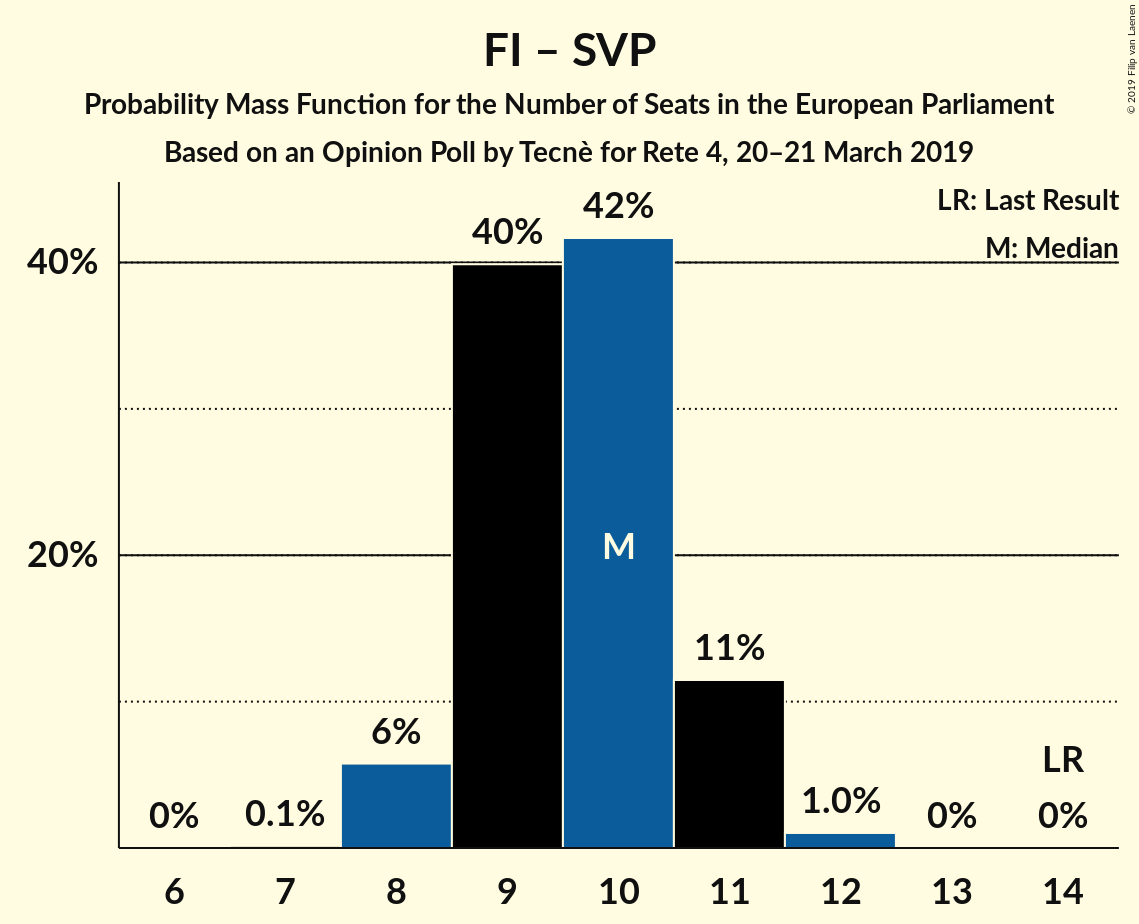 FI – SVP
Probability Mass Function for the Number of Seats in the European Parliament
Based on an Opinion Poll by Tecnè for Rete 4, 20–21 March 2019
© 2019 Filip van Laenen
LR: Last Result
M: Median
40%
20%
0%
0.1%
6%
40%
42%
M
11%
1.0%
0%
LR
0%
6 7 8 9 10 11 12 13 14